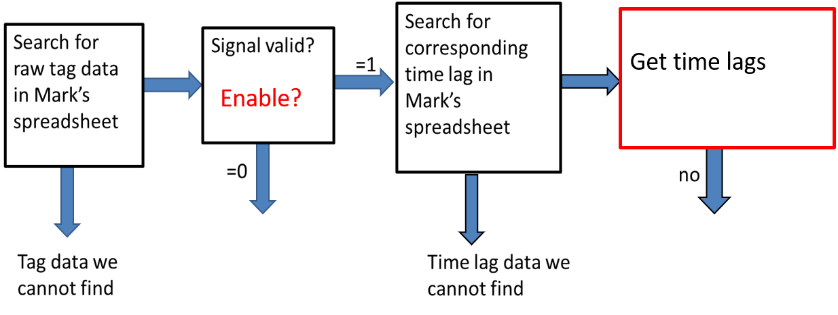 Search for
raw tag data
in Mark's
spreadsheet
Signal valid?
Enable?
=1
=0
Search for
corresponding
time lag in
Mark's
spreadsheet
Get time lags
no
Tag data we
cannot find
Time lag data we
cannot find